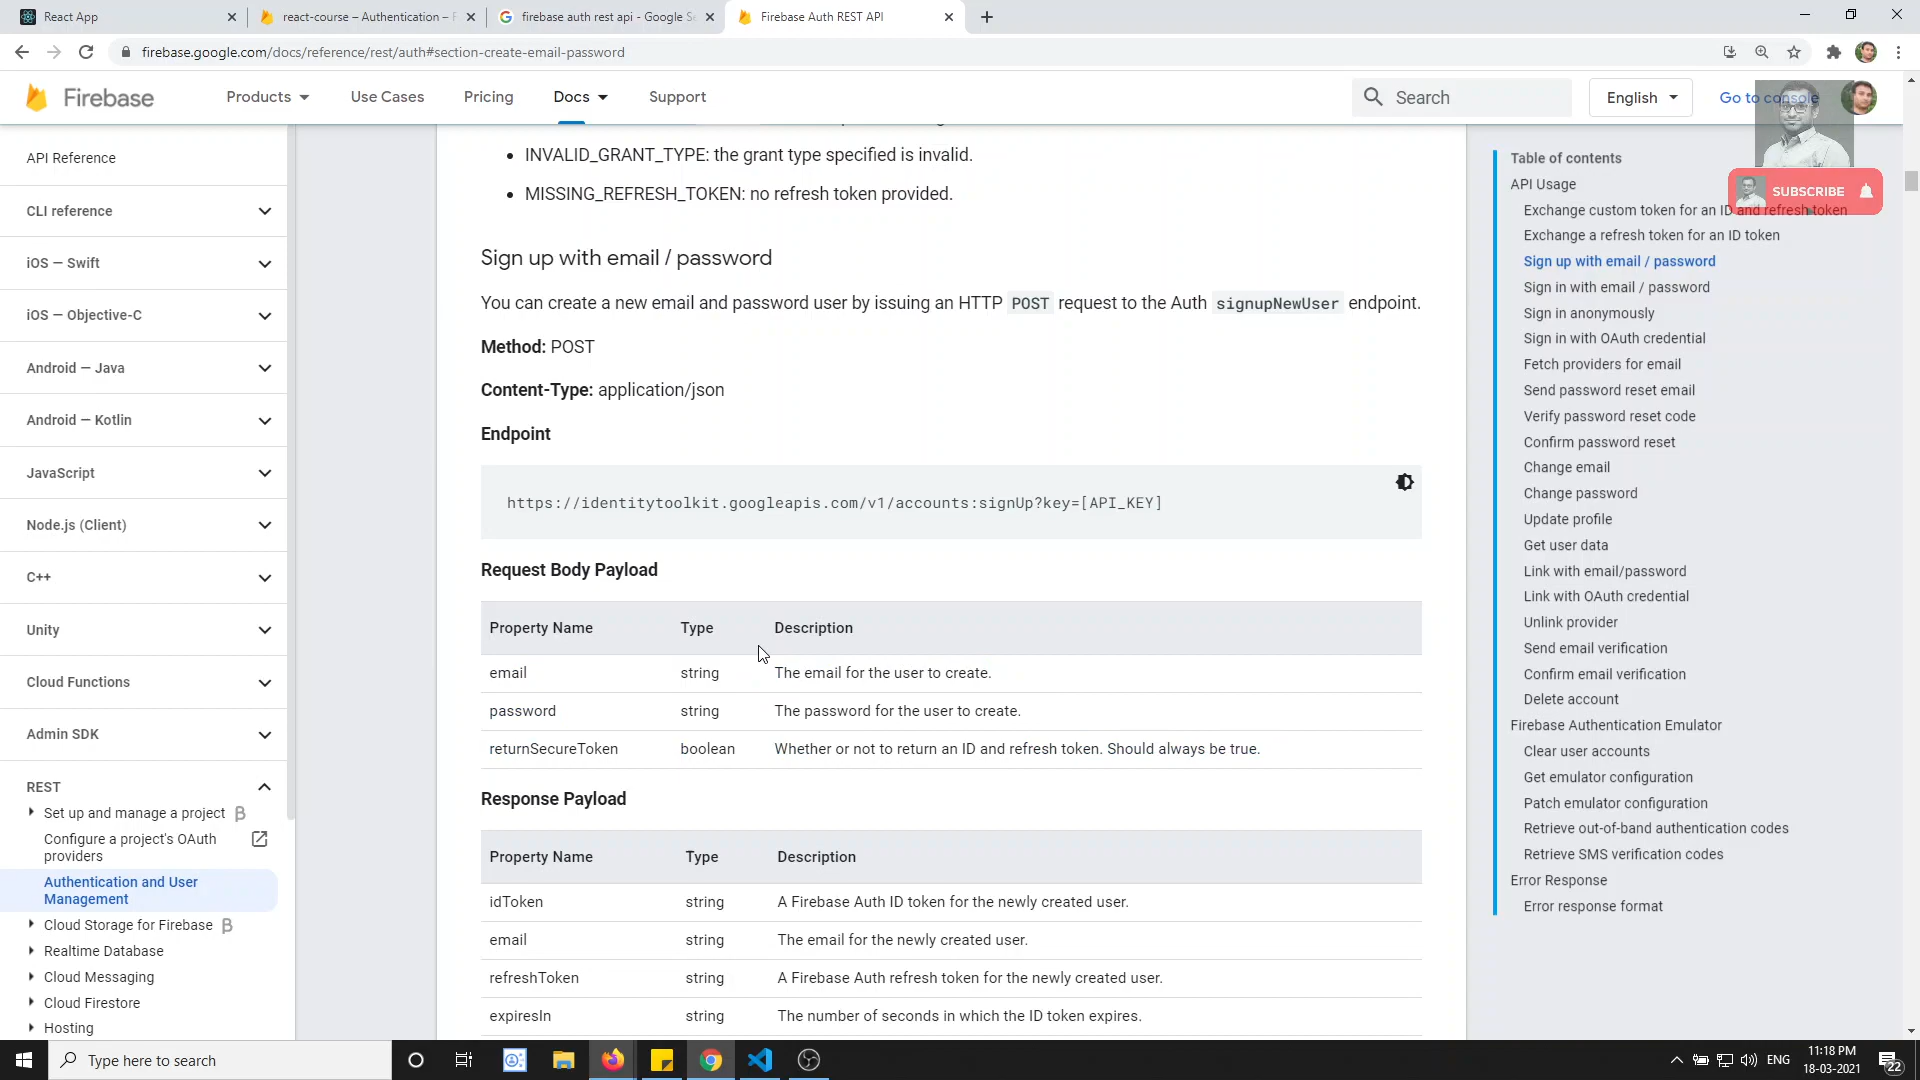 React App
react-course – Authentication – F
firebase auth rest api - Google Se
Firebase Auth REST API
firebase.google.com/docs/reference/rest/auth#section-create-email-password
Firebase
Products
Use Cases
Pricing
Docs
Support
Search
English
Go to console
SUBSCRIBE
API Reference
CLI reference
iOS — Swift
iOS — Objective-C
Android — Java
Android — Kotlin
JavaScript
Node.js (Client)
C++
Unity
Cloud Functions
Admin SDK
REST
Set up and manage a project β
Configure a project's OAuth
providers
Authentication and User
Management
Cloud Storage for Firebase β
Realtime Database
Cloud Messaging
Cloud Firestore
Hosting
• INVALID_GRANT_TYPE: the grant type specified is invalid.
• MISSING_REFRESH_TOKEN: no refresh token provided.
Sign up with email / password
You can create a new email and password user by issuing an HTTP POST request to the Auth signupNewUser endpoint.
Method: POST
Content-Type: application/json
Endpoint
https://identitytoolkit.googleapis.com/v1/accounts:signUp?key=[API_KEY]
Request Body Payload
Property Name Type Description
email string The email for the user to create.
password string The password for the user to create.
returnSecureToken boolean Whether or not to return an ID and refresh token. Should always be true.
Response Payload
Property Name Type Description
idToken string A Firebase Auth ID token for the newly created user.
email string The email for the newly created user.
refreshToken string A Firebase Auth refresh token for the newly created user.
expiresIn string The number of seconds in which the ID token expires.
Table of contents
API Usage
Exchange custom token for an ID and refresh token
Exchange a refresh token for an ID token
Sign up with email / password
Sign in with email / password
Sign in anonymously
Sign in with OAuth credential
Fetch providers for email
Send password reset email
Verify password reset code
Confirm password reset
Change email
Change password
Update profile
Get user data
Link with email/password
Link with OAuth credential
Unlink provider
Send email verification
Confirm email verification
Delete account
Firebase Authentication Emulator
Clear user accounts
Get emulator configuration
Patch emulator configuration
Retrieve out-of-band authentication codes
Retrieve SMS verification codes
Error Response
Error response format
Type here to search
ENG
11:18 PM
18-03-2021
22